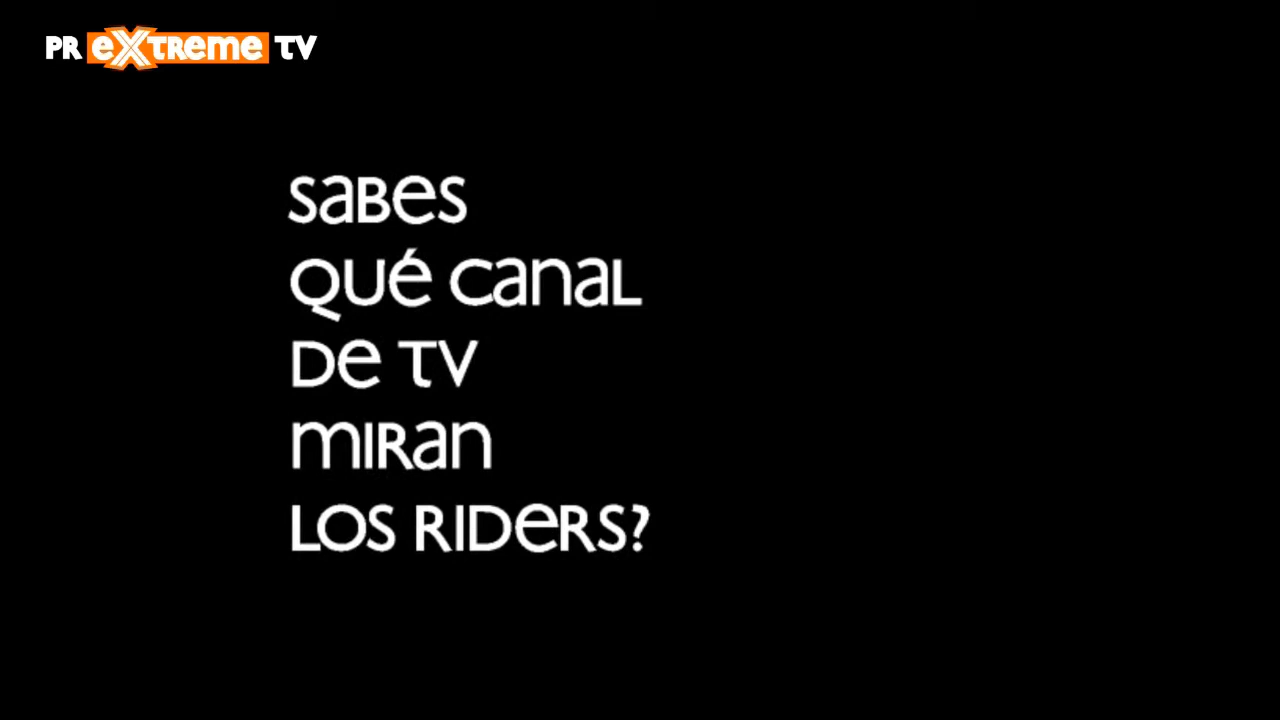 PR eXTREME TV
SABES
QUÉ CANAL
DE TV
MIRAN
LOS RIDERS?